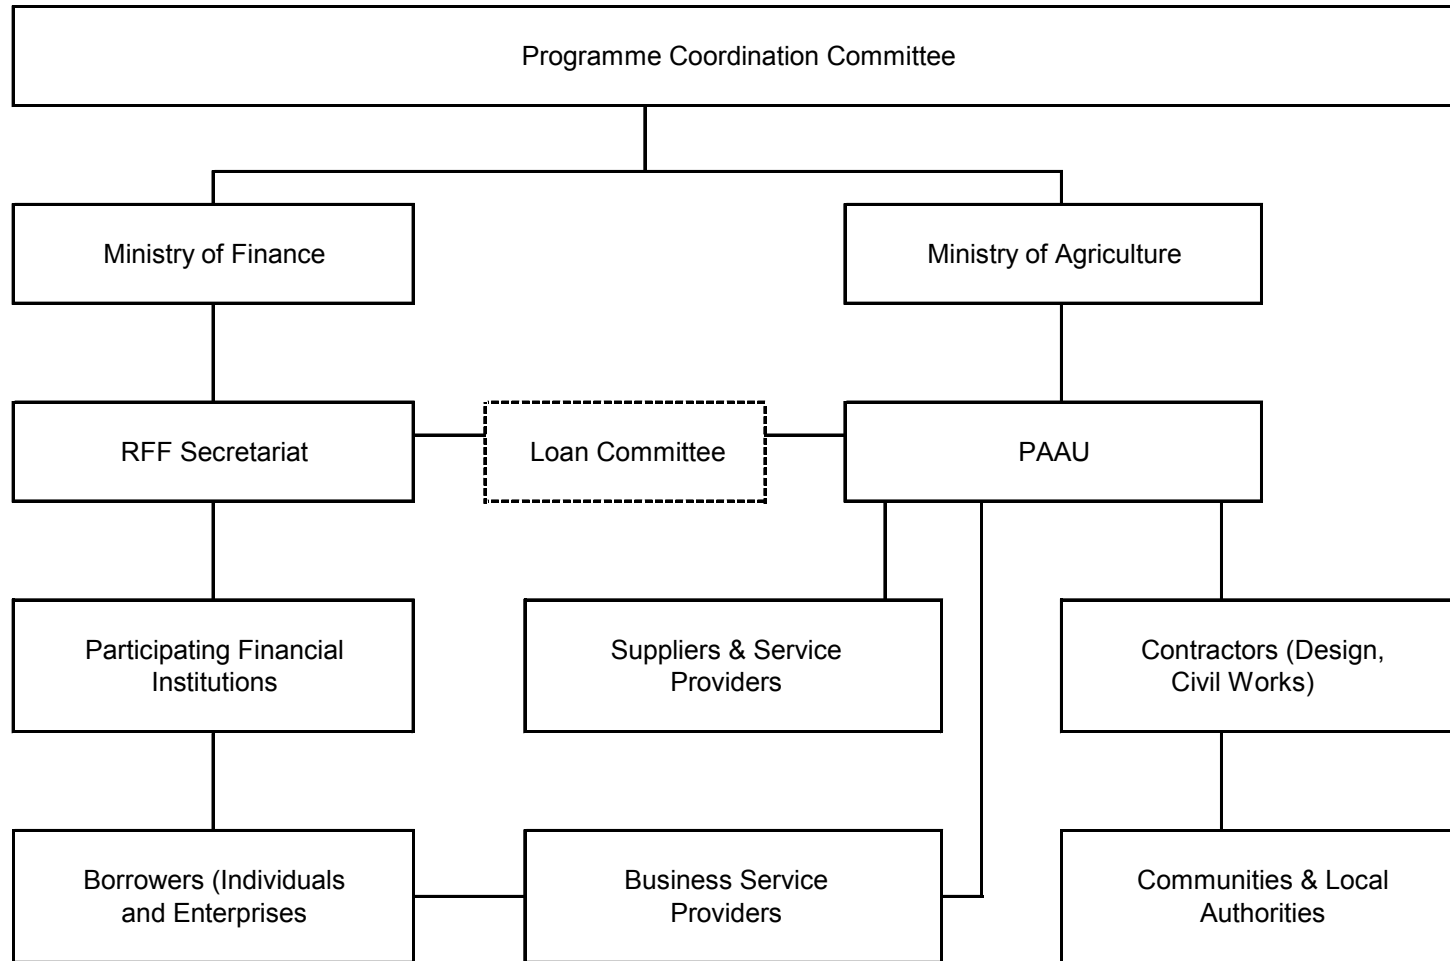 Programme Coordination Committee
Ministry of Finance
Ministry of Agriculture
RFF Secretariat
Loan Committee
PAAU
Participating Financial
Institutions
Suppliers & Service
Providers
Contractors (Design,
Civil Works)
Borrowers (Individuals
and Enterprises
Business Service
Providers
Communities & Local
Authorities